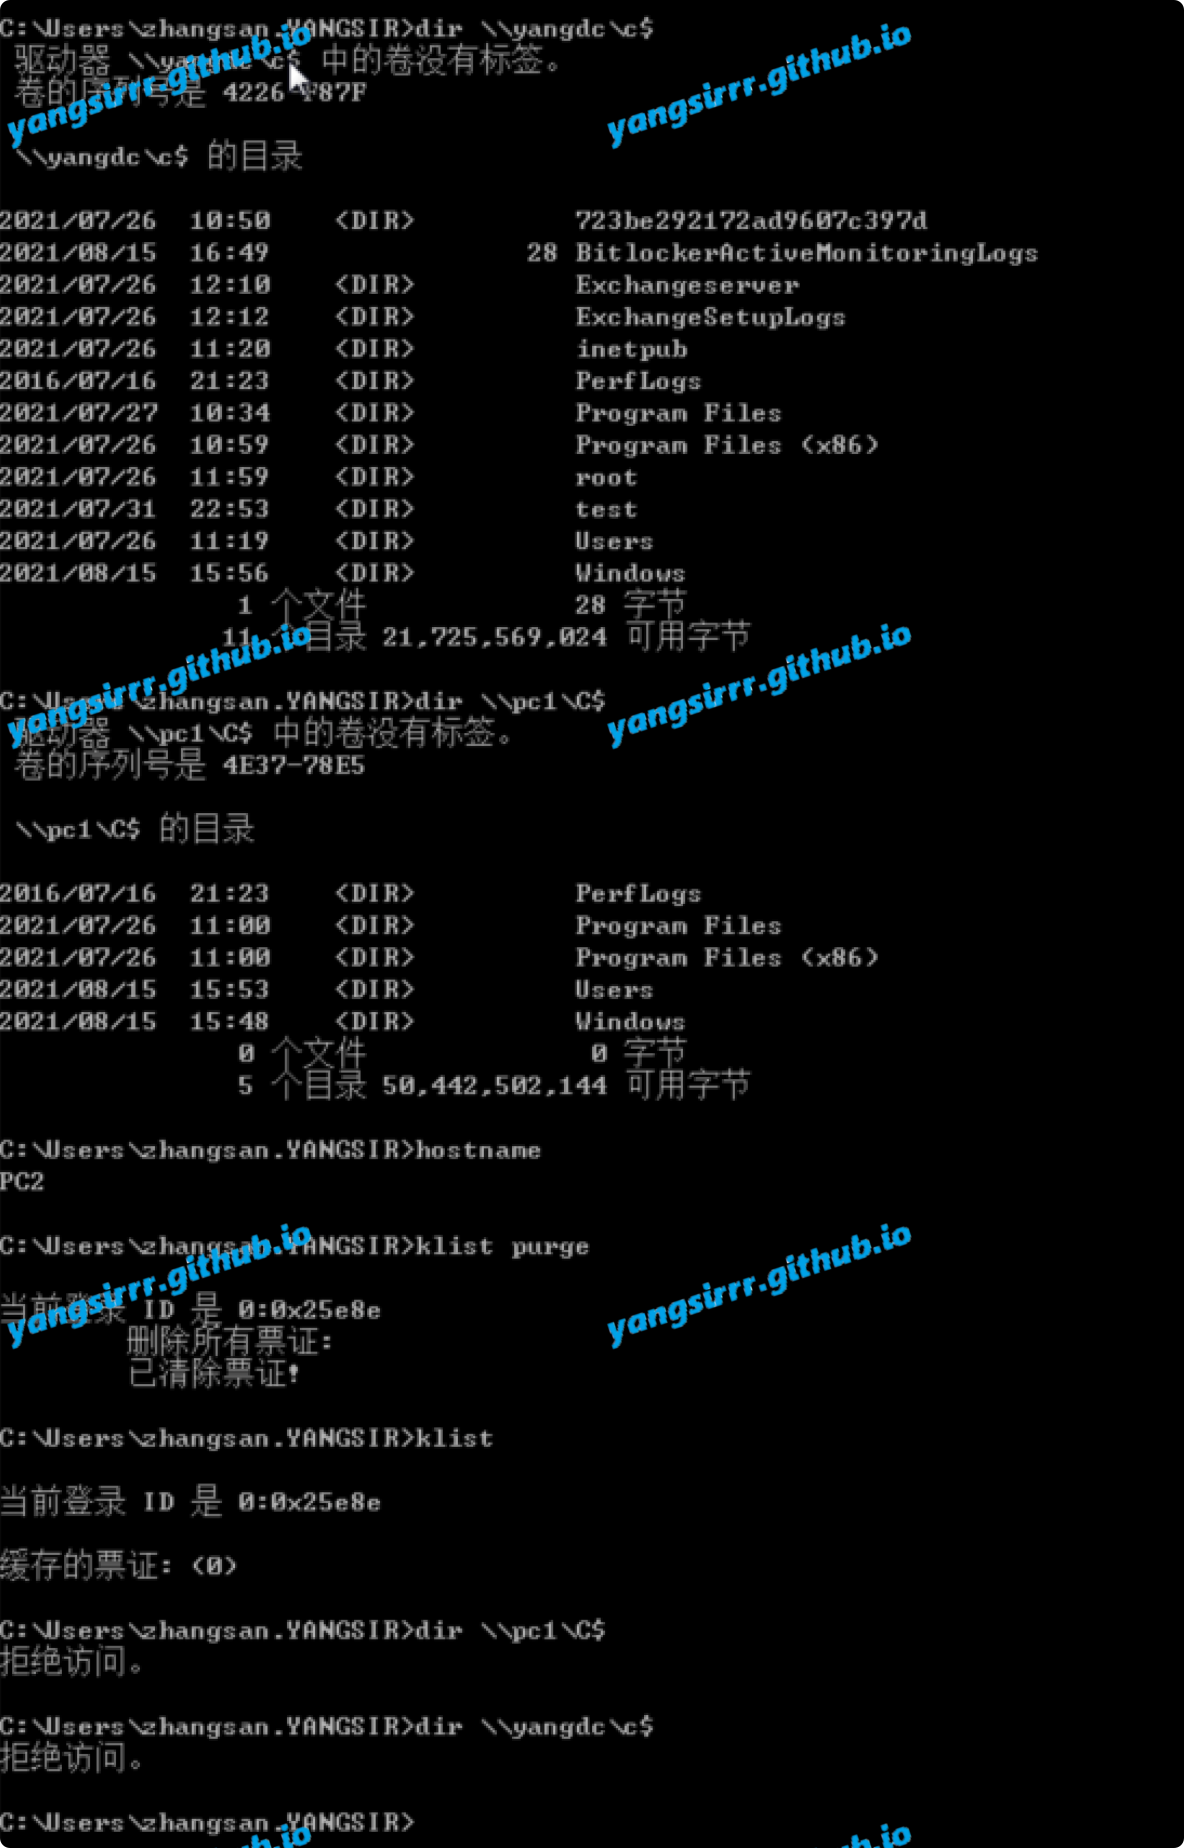 C:\Users\zhangsan.YANGSIR>dir \\yangdc\c$
驱动器 \\yangdc\c$ 中的卷没有标签。
卷的序列号是 4226-F87F
\\yangdc\c$ 的目录
2021/07/26 10:50 <DIR> 723be292172ad9607c397d
2021/08/15 16:49 28 BitlockerActiveMonitoringLogs
2021/07/26 12:10 <DIR> Exchangeserver
2021/07/26 12:12 <DIR> ExchangeSetupLogs
2021/07/26 11:20 <DIR> inetpub
2016/07/16 21:23 <DIR> PerfLogs
2021/07/27 10:34 <DIR> Program Files
2021/07/26 10:59 <DIR> Program Files (x86)
2021/07/26 11:59 <DIR> root
2021/07/31 22:53 <DIR> test
2021/07/26 11:19 <DIR> Users
2021/08/15 15:56 <DIR> Windows
1 个文件 28 字节
11 个目录 21,725,569,024 可用字节
C:\Users\zhangsan.YANGSIR>dir \\pc1\C$
驱动器 \\pc1\C$ 中的卷没有标签。
卷的序列号是 4E37-78E5
\\pc1\C$ 的目录
2016/07/16 21:23 <DIR> PerfLogs
2021/07/26 11:00 <DIR> Program Files
2021/07/26 11:00 <DIR> Program Files (x86)
2021/08/15 15:53 <DIR> Users
2021/08/15 15:48 <DIR> Windows
0 个文件 0 字节
5 个目录 50,442,502,144 可用字节
C:\Users\zhangsan.YANGSIR>hostname
PC2
C:\Users\zhangsan.YANGSIR>klist purge
当前登录 ID 是 0:0x25e8e
删除所有票证:
已清除票证!
C:\Users\zhangsan.YANGSIR>klist
当前登录 ID 是 0:0x25e8e
缓存的票证: (0)
C:\Users\zhangsan.YANGSIR>dir \\pc1\C$
拒绝访问。
C:\Users\zhangsan.YANGSIR>dir \\yangdc\c$
拒绝访问。
C:\Users\zhangsan.YANGSIR>
yangsirrr.github.io
yangsirrr.github.io
yangsirrr.github.io
yangsirrr.github.io
yangsirrr.github.io
yangsirrr.github.io